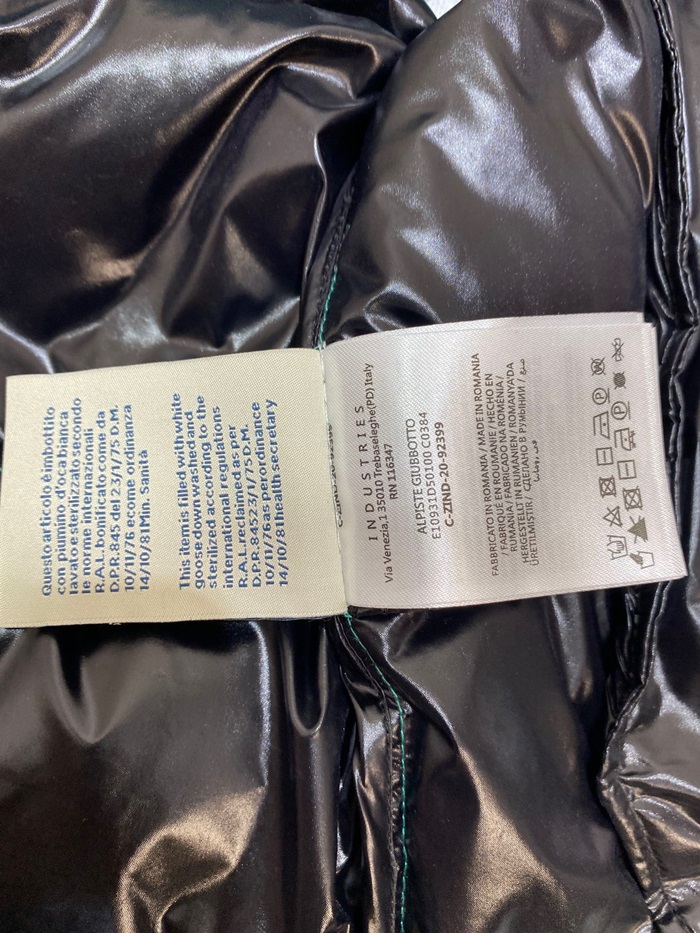 Questo articolo è imbottito
con piumino d'oca bianca
lavato e sterilizzato secondo
le norme internazionali
R.A.L. bonificato come da
D.P.R. 845 del 23/1/75 D.M.
10/11/76 e come ordinanza
14/10/81 Min. Sanità
This item is filled with white
goose down washed and
sterilized according to the
international regulations
R.A.L. reclaimed as per
D.P.R. 845 23/1/75 D.M.
10/11/76 as per ordonance
14/10/81 health secretary
INDUSTRIES
Via Venezia,1 35010 Trebaseleghe(PD) Italy
RN 116347
ALPISTE GIUBBOTTO
E10931D50100 C0384
C-ZIND-20-92399
FABBRICATO IN ROMANIA / MADE IN ROMANIA
/ FABRIQUÉ EN ROUMANIE / HECHO EN
RUMANIA / FABRICADO NA ROMÉNIA /
HERGESTELLT IN RUMÄNIEN / ROMANYA'DA
ÜRETILMISTIR / СДЕЛАНО В РУМЫНИИ /